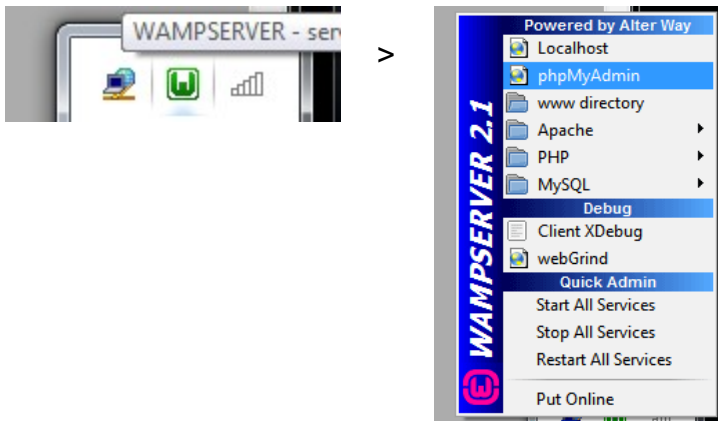 WAMPSERVER - ser
>
Powered by Alter Way
Localhost
phpMyAdmin
www directory
Apache
PHP
MySQL
Debug
Client XDebug
webGrind
Quick Admin
Start All Services
Stop All Services
Restart All Services
Put Online
WAMPSERVER 2.1